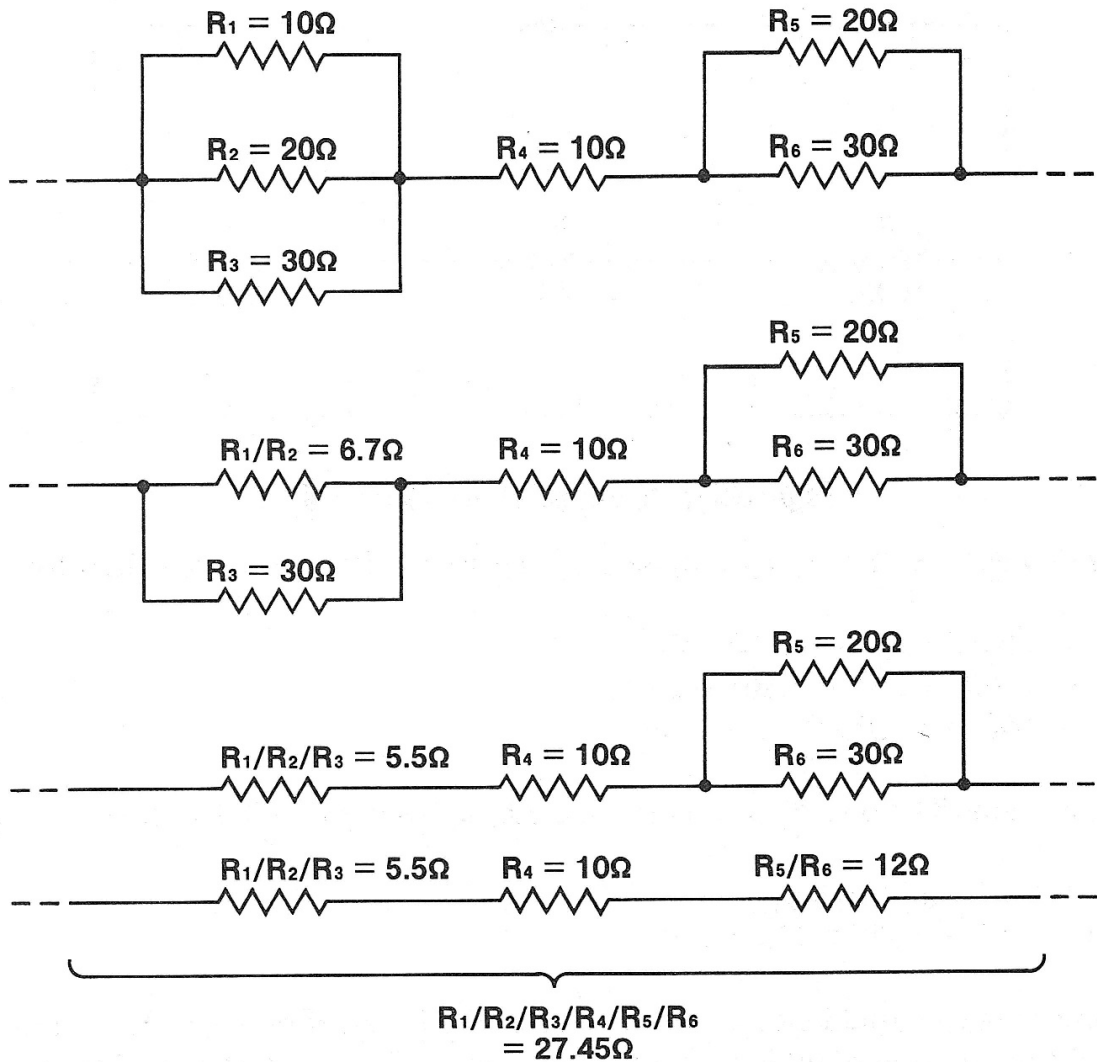 R₁ = 10Ω
R₅ = 20Ω
R₂ = 20Ω
R₄ = 10Ω
R₆ = 30Ω
R₃ = 30Ω
R₅ = 20Ω
R₁/R₂ = 6.7Ω
R₄ = 10Ω
R₆ = 30Ω
R₃ = 30Ω
R₅ = 20Ω
R₁/R₂/R₃ = 5.5Ω
R₄ = 10Ω
R₆ = 30Ω
R₁/R₂/R₃ = 5.5Ω
R₄ = 10Ω
R₅/R₆ = 12Ω
R₁/R₂/R₃/R₄/R₅/R₆
= 27.45Ω